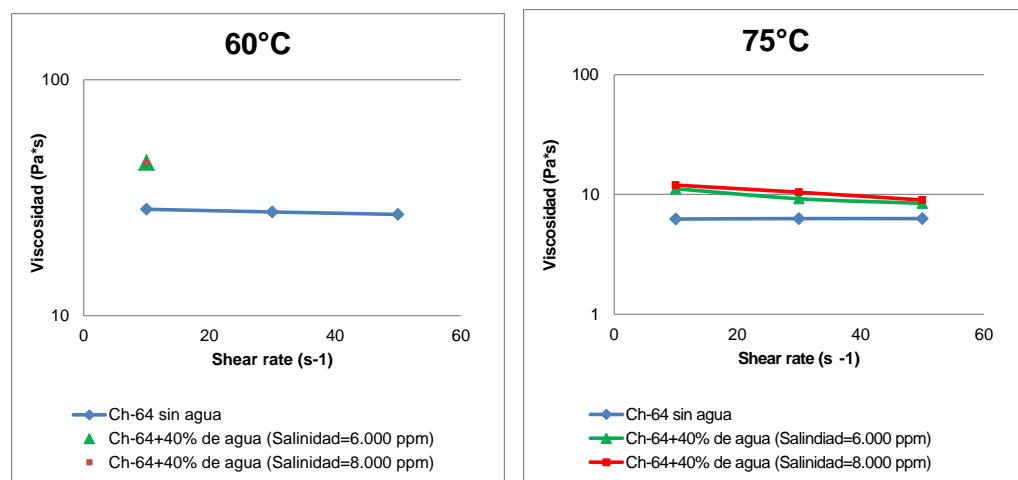 60°C
100
10
0
20
40
60
Viscosidad (Pa*s)
Shear rate (s-1)
Ch-64 sin agua
Ch-64+40% de agua (Salinidad=6.000 ppm)
Ch-64+40% de agua (Salinidad=8.000 ppm)
75°C
100
10
1
0
20
40
60
Viscosidad (Pa*s)
Shear rate (s -1)
Ch-64 sin agua
Ch-64+40% de agua (Salindiad=6.000 ppm)
Ch-64+40% de agua (Salinidad=8.000 ppm)